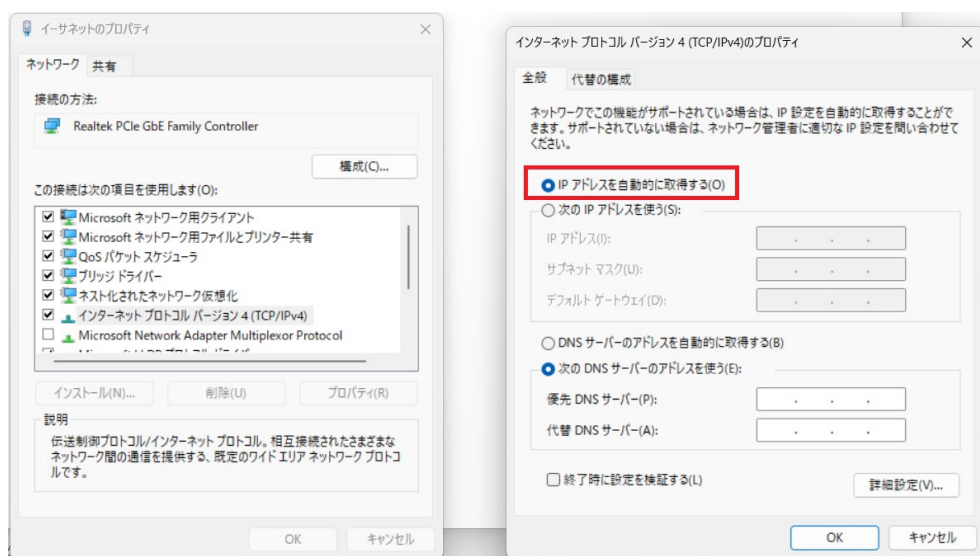 イーサネットのプロパティ
ネットワーク 共有
接続の方法:
Realtek PCIe GbE Family Controller
構成(C)...
この接続は次の項目を使用します(O):
Microsoft ネットワーク用クライアント
Microsoft ネットワーク用ファイルとプリンター共有
QoS パケット スケジューラ
ブリッジ ドライバー
ネスト化されたネットワーク仮想化
インターネット プロトコル バージョン 4 (TCP/IPv4)
Microsoft Network Adapter Multiplexor Protocol
インストール(N)... 削除(U) プロパティ(R)
説明
伝送制御プロトコル/インターネット プロトコル。相互接続されたさまざまな
ネットワーク間の通信を提供する、既定のワイド エリア ネットワーク プロトコ
ルです。
OK キャンセル
インターネット プロトコル バージョン 4 (TCP/IPv4)のプロパティ
全般 代替の構成
ネットワークでこの機能がサポートされている場合は、IP 設定を自動的に取得することがで
きます。サポートされていない場合は、ネットワーク管理者に適切な IP 設定を問い合わせて
ください。
IP アドレスを自動的に取得する(O)
次の IP アドレスを使う(S):
IP アドレス(I):
サブネット マスク(U):
デフォルト ゲートウェイ(D):
DNS サーバーのアドレスを自動的に取得する(B)
次の DNS サーバーのアドレスを使う(E):
優先 DNS サーバー(P):
代替 DNS サーバー(A):
終了時に設定を検証する(L)
詳細設定(V)...
OK キャンセル